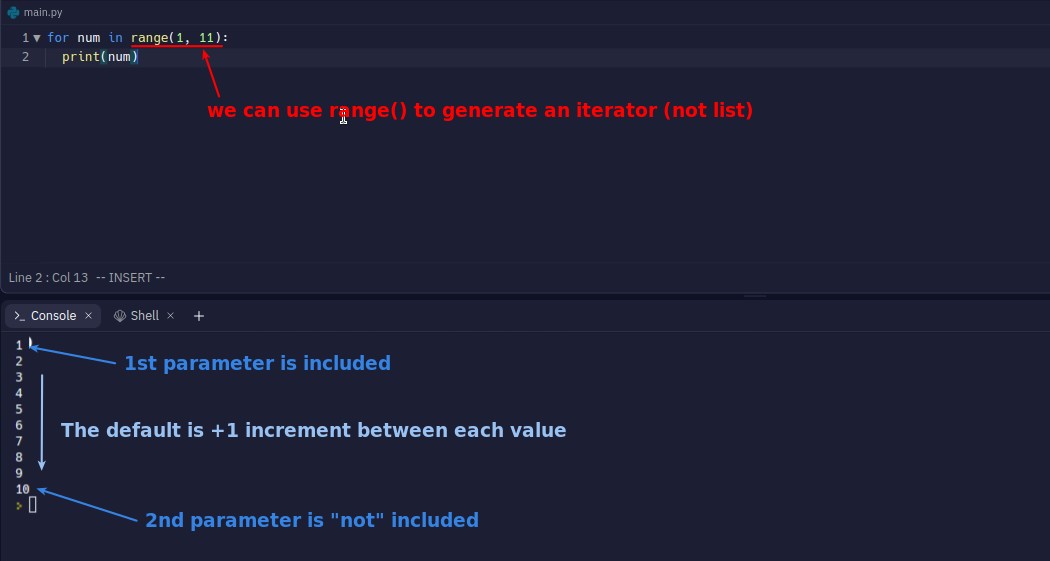 main.py
1 for num in range(1, 11):
2 print(num)
we can use range() to generate an iterator (not list)
Line 2 : Col 13 -- INSERT --
Console × Shell × +
1
1st parameter is included
2
3
4
5
6
The default is +1 increment between each value
7
8
9
10
2nd parameter is "not" included